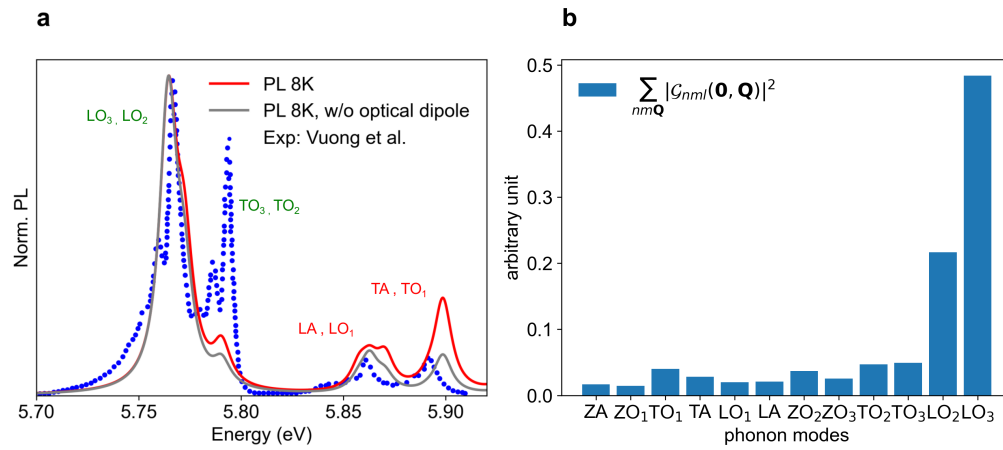 a
PL 8K
PL 8K, w/o optical dipole
Exp: Vuong et al.
LO₃ , LO₂
TO₃ , TO₂
TA , TO₁
LA , LO₁
Norm. PL
5.70 5.75 5.80 5.85 5.90
Energy (eV)
b
∑ |𝒢ₙₘₗ(𝟎, 𝐐)|²
nm𝐐
0.5
0.4
0.3
0.2
0.1
0.0
arbitrary unit
ZA ZO₁ TO₁ TA LO₁ LA ZO₂ ZO₃ TO₂ TO₃ LO₂ LO₃
phonon modes